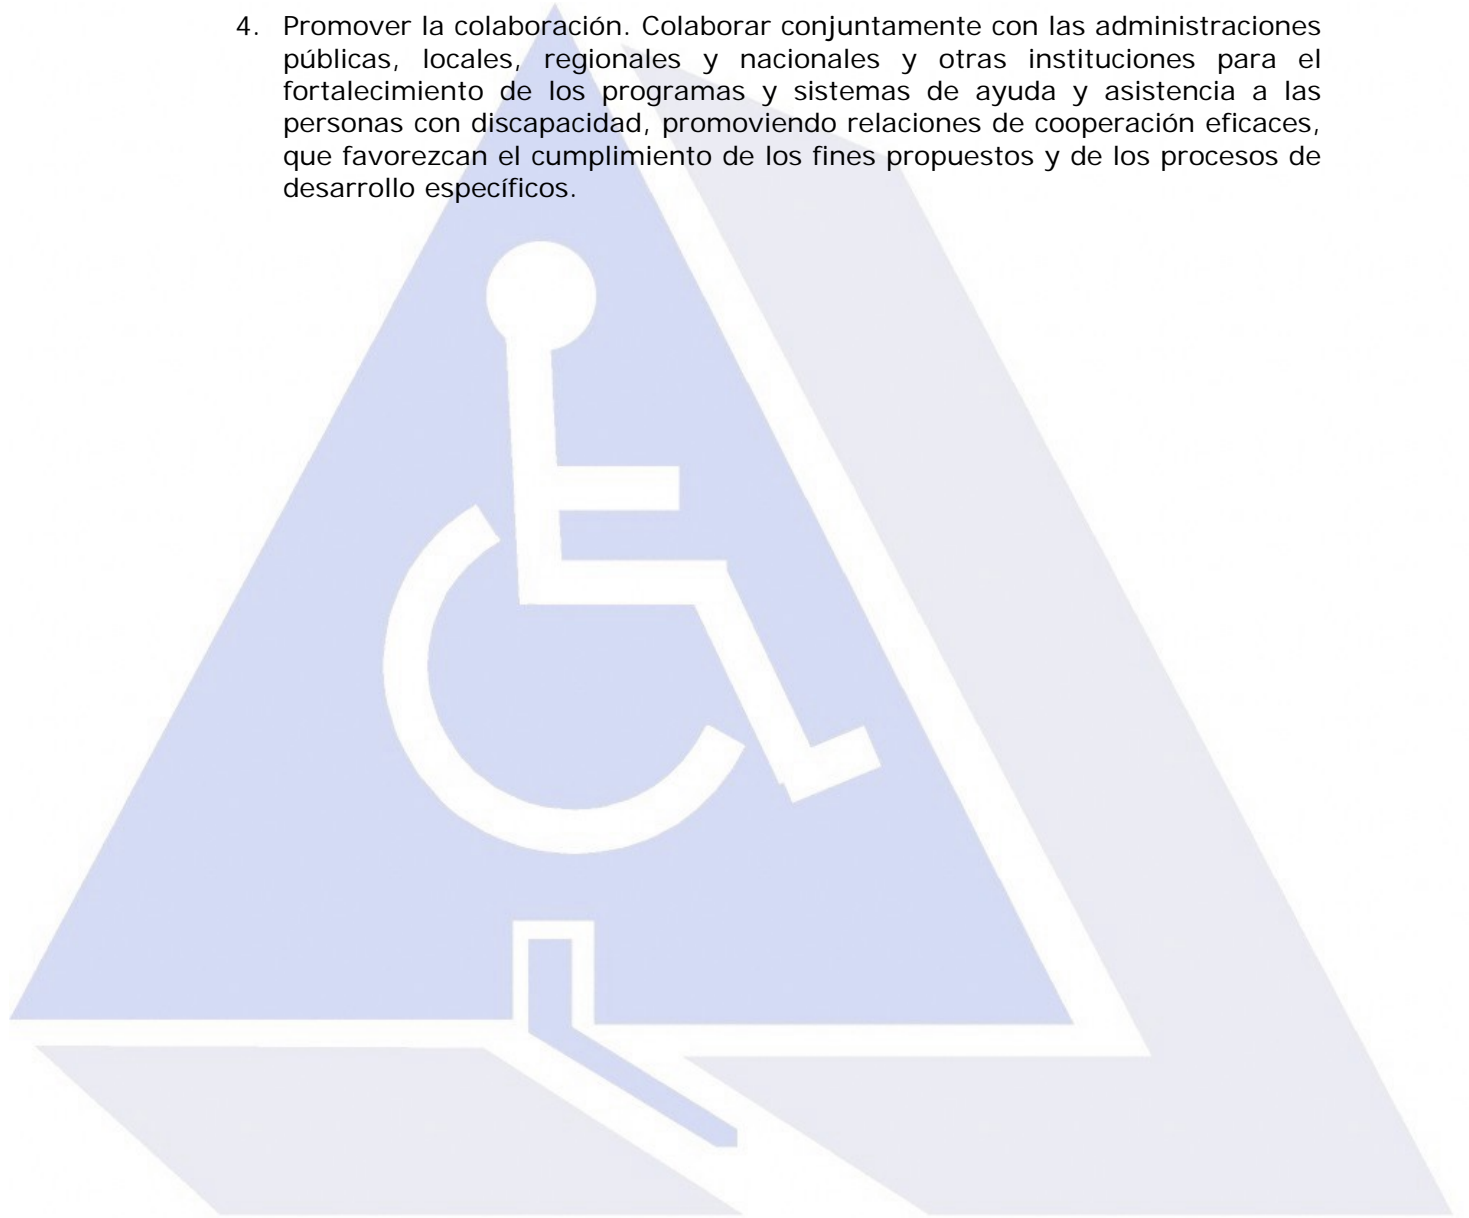 4. Promover la colaboración. Colaborar conjuntamente con las administraciones
públicas, locales, regionales y nacionales y otras instituciones para el
fortalecimiento de los programas y sistemas de ayuda y asistencia a las
personas con discapacidad, promoviendo relaciones de cooperación eficaces,
que favorezcan el cumplimiento de los fines propuestos y de los procesos de
desarrollo específicos.